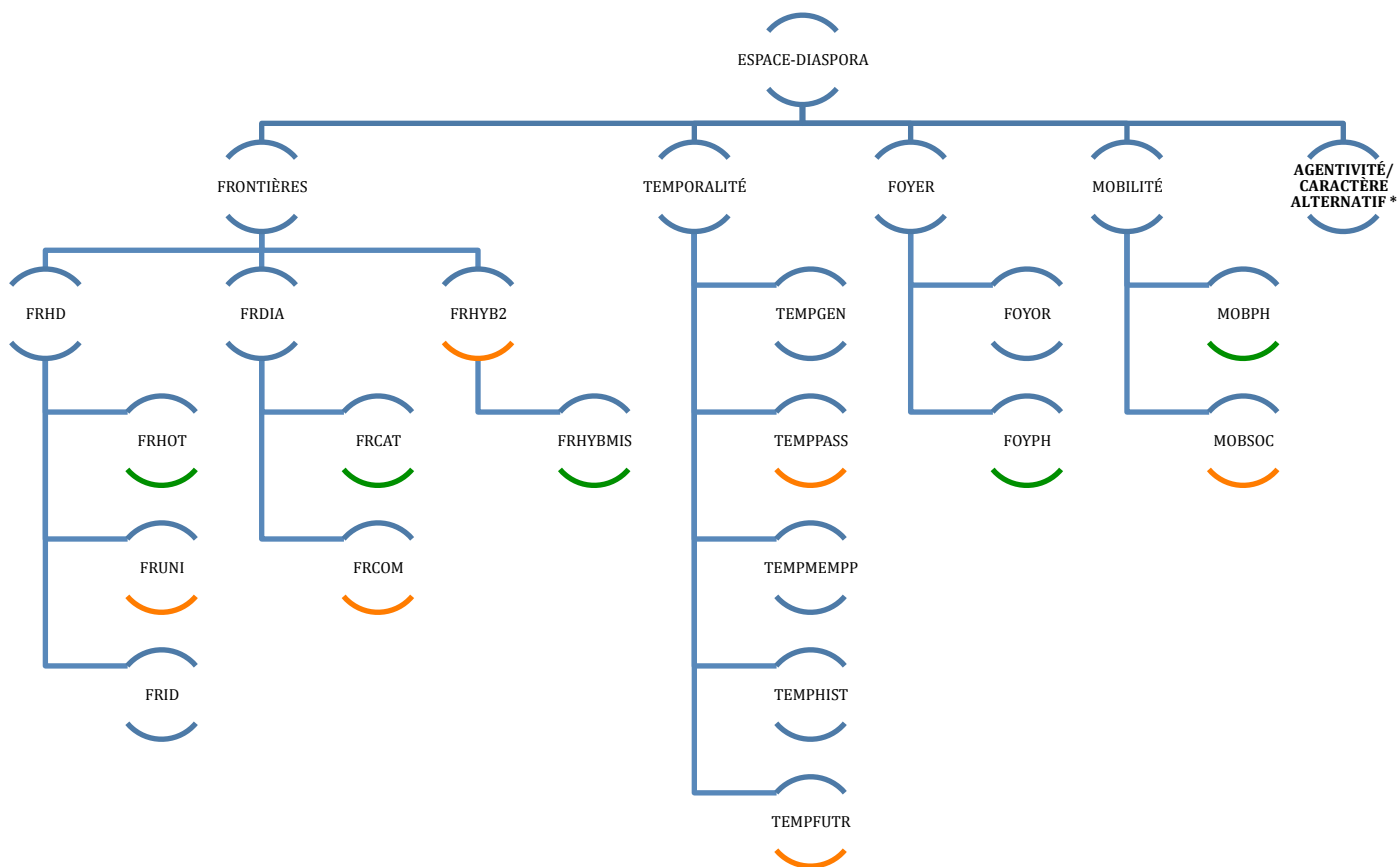 ESPACE-DIASPORA
FRONTIÈRES
TEMPORALITÉ
FOYER
MOBILITÉ
AGENTIVITÉ/
CARACTÈRE
ALTERNATIF *
FRHD
FRDIA
FRHYB2
TEMPGEN
FOYOR
MOBPH
FRHOT
FRCAT
FRHYBMIS
TEMPPASS
FOYPH
MOBSOC
FRUNI
FRCOM
TEMPMEMPP
FRID
TEMPHIST
TEMPFUTR